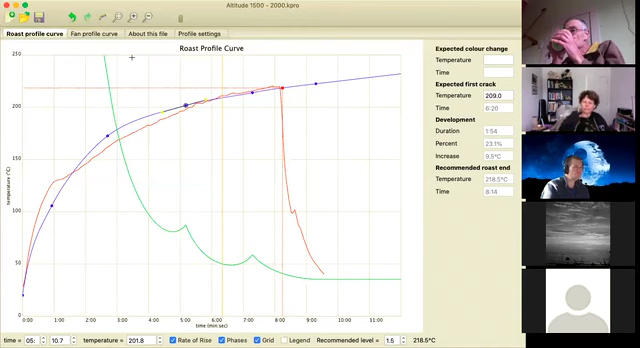 Altitude 1500 - 2000.kpro
Roast profile curve
Fan profile curve
About this file
Profile settings
Roast Profile Curve
250
200
150
100
50
0
temperature (°C)
0:00
1:00
2:00
3:00
4:00
5:00
6:00
7:00
8:00
9:00
10:00
11:00
time (min:sec)
Expected colour change
Temperature
Time
Expected first crack
Temperature 209.0
Time 6:20
Development
Duration 1:54
Percent 23.1%
Increase 9.5°C
Recommended roast end
Temperature 218.5°C
Time 8:14
time = 05: 10.7 temperature = 201.8 Rate of Rise Phases Grid Legend Recommended level = 1.5 218.5°C